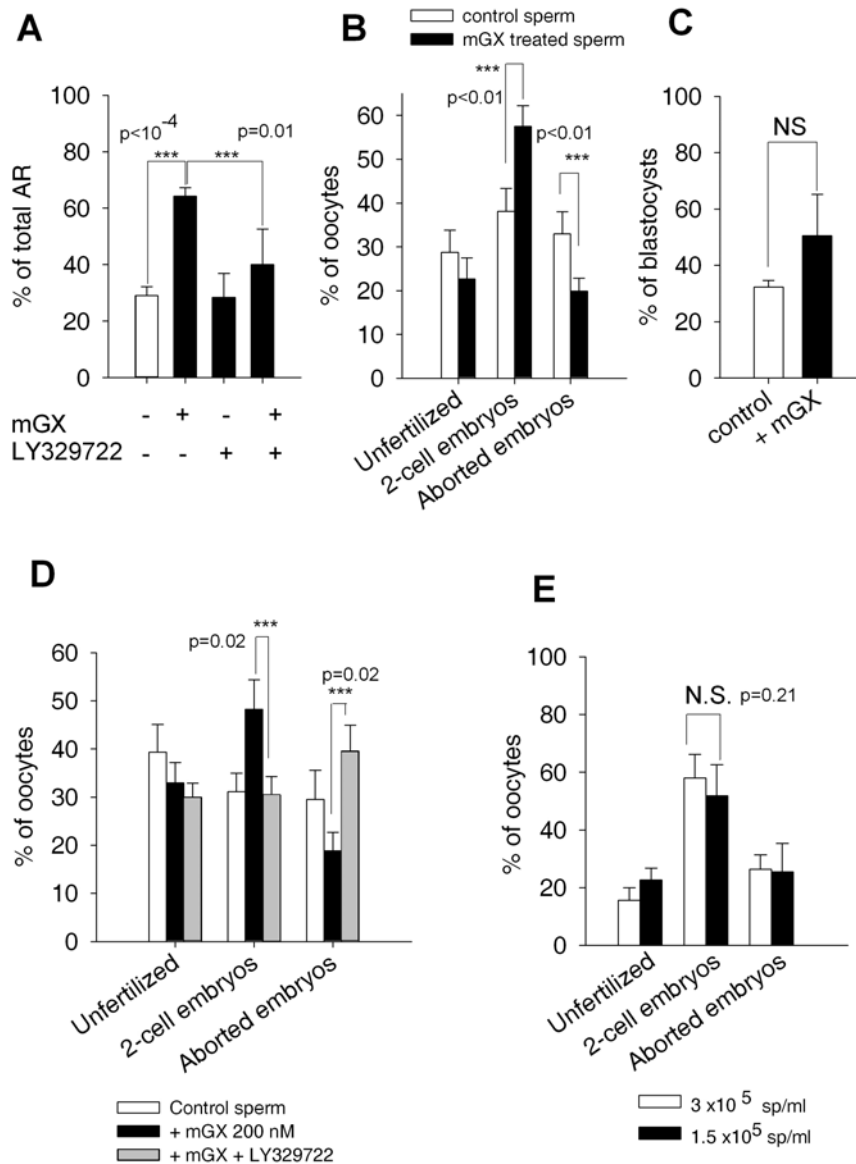 A
% of total AR
100
80
60
40
20
0
p<10-4
***
***
p=0.01
mGX - + - +
LY329722 - - + +
B
control sperm
mGX treated sperm
% of oocytes
60
50
40
30
20
10
0
***
p<0.01
p<0.01
***
Unfertilized
2-cell embryos
Aborted embryos
C
% of blastocysts
100
80
60
40
20
0
NS
control
+ mGX
D
% of oocytes
60
50
40
30
20
10
0
p=0.02
***
p=0.02
***
Unfertilized
2-cell embryos
Aborted embryos
Control sperm
+ mGX 200 nM
+ mGX + LY329722
E
% of oocytes
100
80
60
40
20
0
N.S. p=0.21
Unfertilized
2-cell embryos
Aborted embryos
3 x10 5 sp/ml
1.5 x10 5 sp/ml